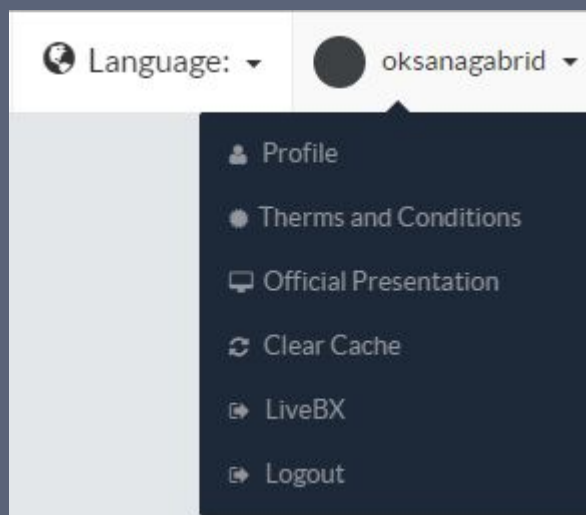 Language:
oksanagabrid
Profile
Therms and Conditions
Official Presentation
Clear Cache
LiveBX
Logout